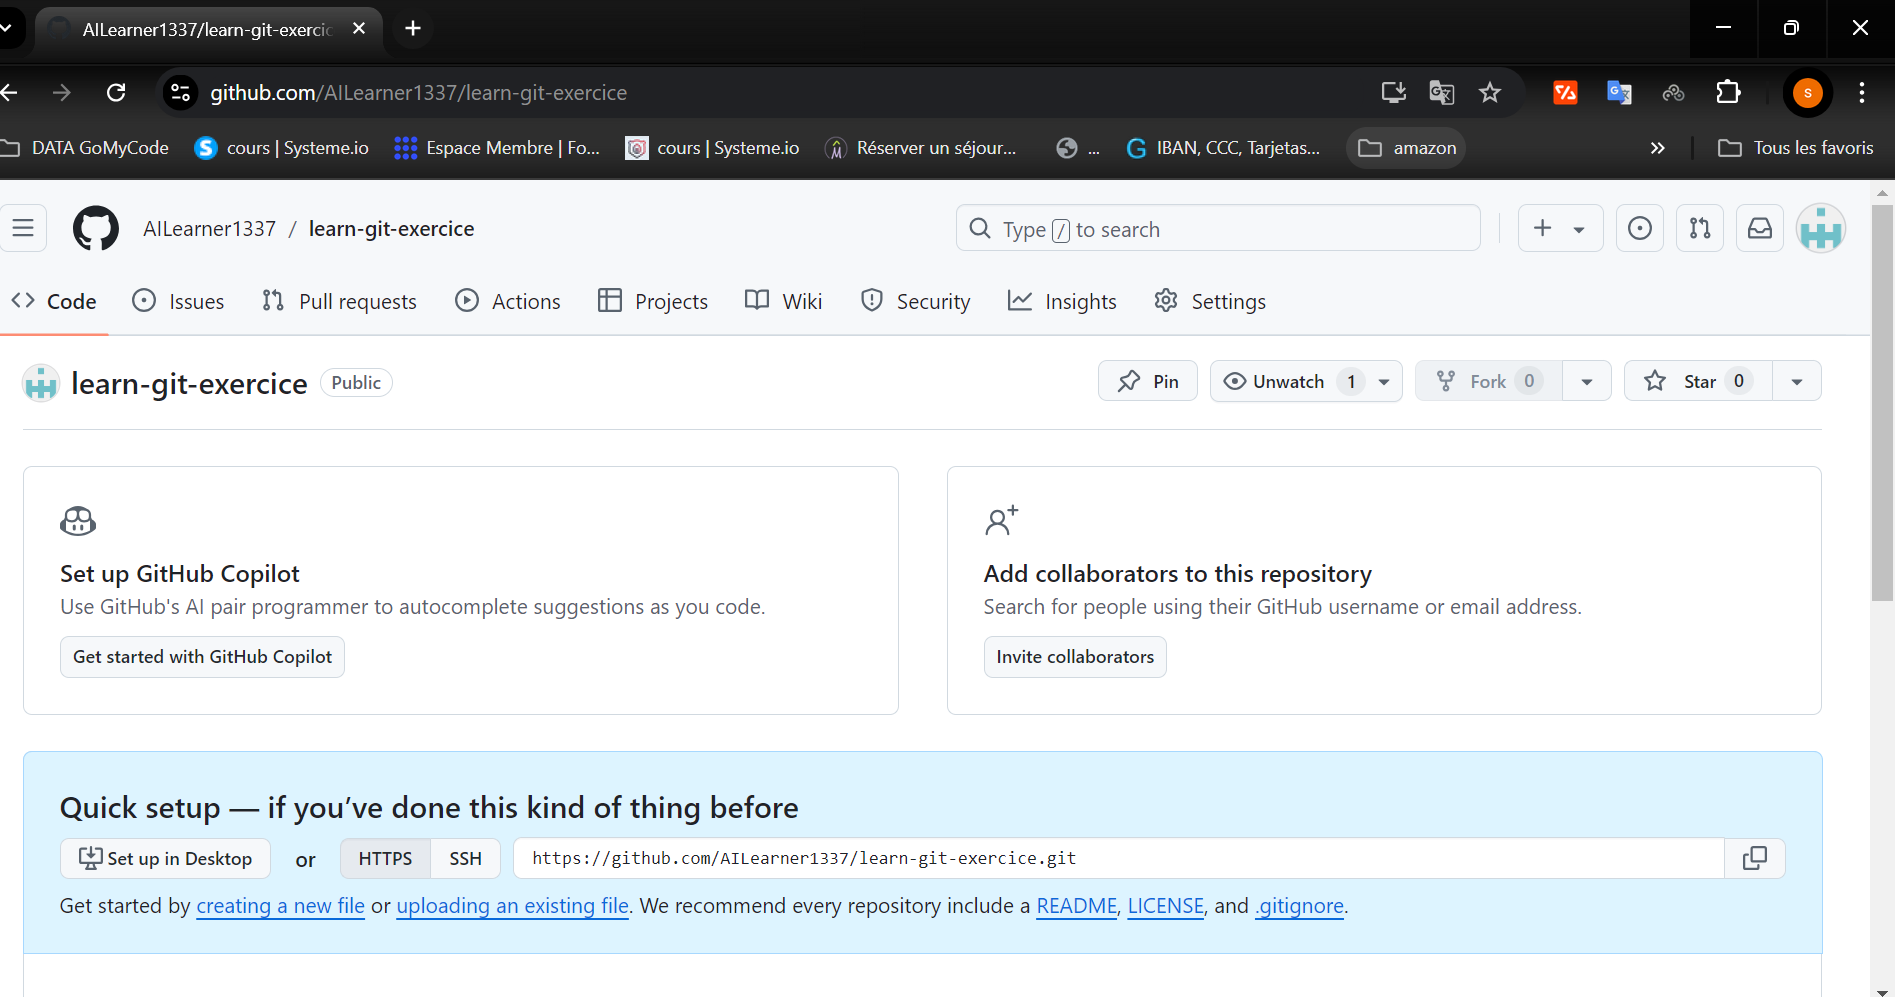 AILearner1337/learn-git-exercic
github.com/AILearner1337/learn-git-exercice
S
DATA GoMyCode
cours | Systeme.io
Espace Membre | Fo...
cours | Systeme.io
Réserver un séjour...
...
IBAN, CCC, Tarjetas...
amazon
»
Tous les favoris
AILearner1337 / learn-git-exercice
Type / to search
Code
Issues
Pull requests
Actions
Projects
Wiki
Security
Insights
Settings
learn-git-exercice
Public
Pin
Unwatch 1
Fork 0
Star 0
Set up GitHub Copilot
Use GitHub's AI pair programmer to autocomplete suggestions as you code.
Get started with GitHub Copilot
Add collaborators to this repository
Search for people using their GitHub username or email address.
Invite collaborators
Quick setup — if you’ve done this kind of thing before
Set up in Desktop
or
HTTPS
SSH
https://github.com/AILearner1337/learn-git-exercice.git
Get started by creating a new file or uploading an existing file. We recommend every repository include a README, LICENSE, and .gitignore.